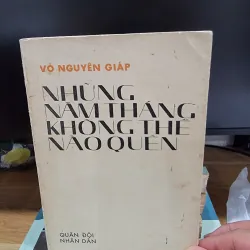 VÕ NGUYÊN GIÁP
NHỮNG
NĂM THÁNG
KHÔNG THỂ
NÀO QUÊN
QUÂN ĐỘI
NHÂN DÂN